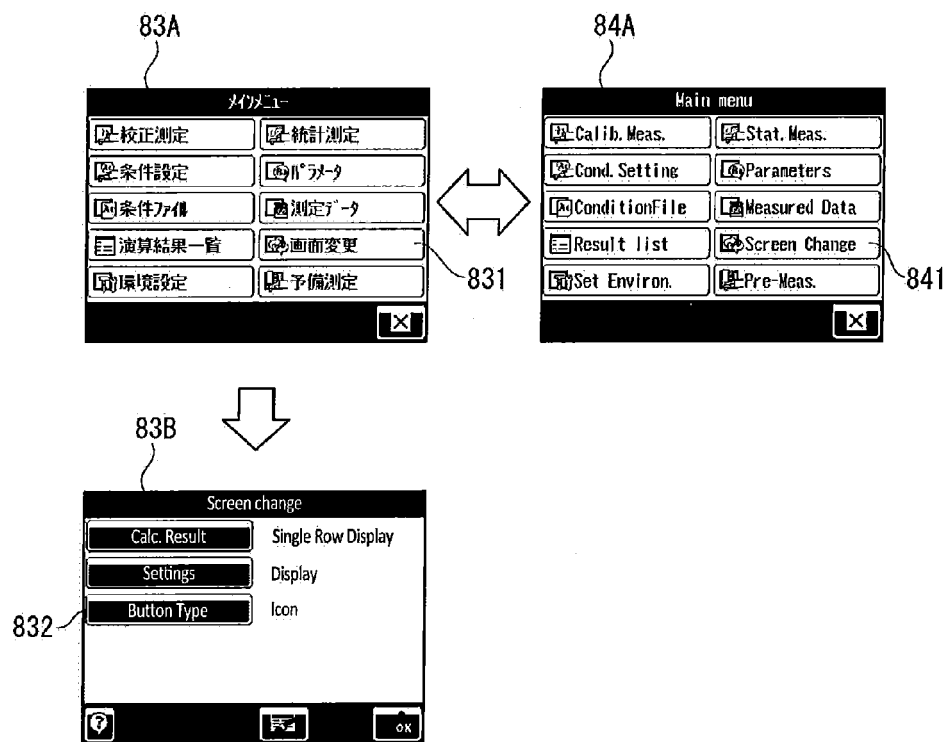 83A
84A
メインメニュー
校正測定
統計測定
条件設定
パラメータ
条件ファイル
測定データ
演算結果一覧
画面変更
環境設定
予備測定
831
Main menu
Calib. Meas.
Stat. Meas.
Cond. Setting
Parameters
ConditionFile
Measured Data
Result list
Screen Change
Set Environ.
Pre-Meas.
841
83B
Screen change
Calc. Result
Single Row Display
Settings
Display
Button Type
Icon
832
?
OK